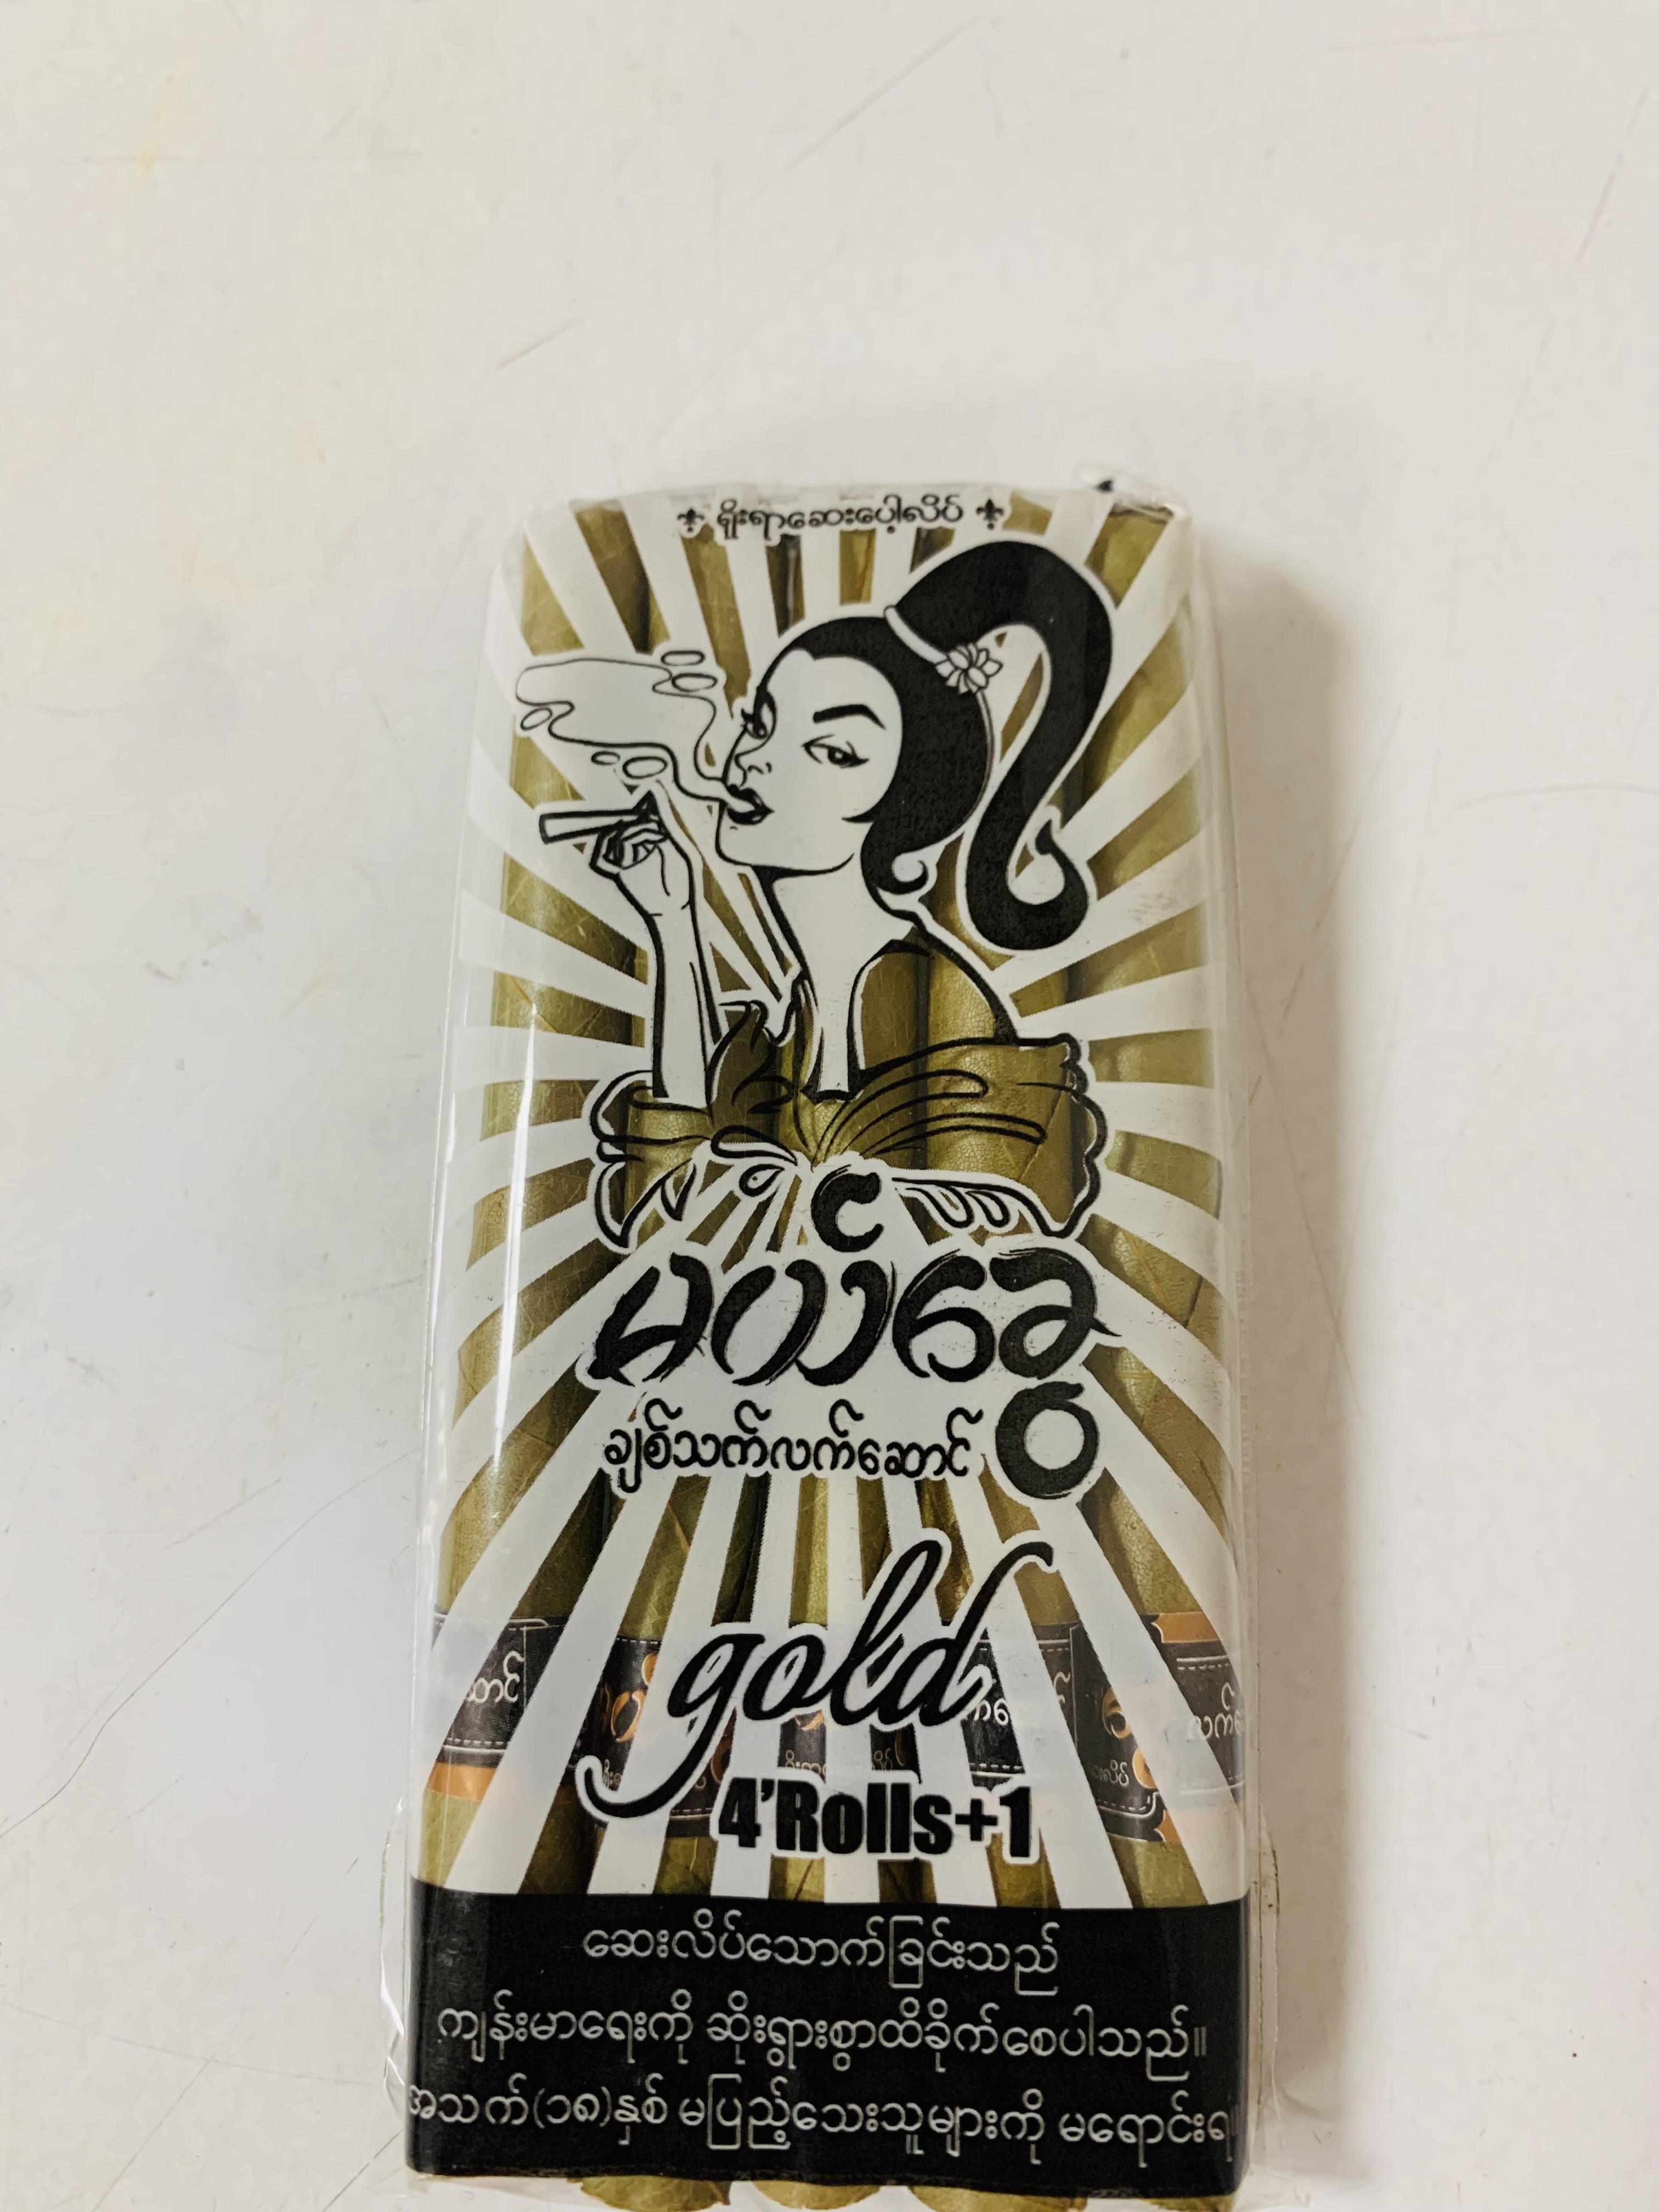 ရိုးရာဆေးပေါ့လိပ်
မယ်ခွေ
ချစ်သက်လက်ဆောင်
gold
4'Rolls+1
ဆေးလိပ်သောက်ခြင်းသည်
ကျန်းမာရေးကို ဆိုးရွားစွာထိခိုက်စေပါသည်။
အသက်(၁၈)နှစ် မပြည့်သေးသူများကို မရောင်းရ